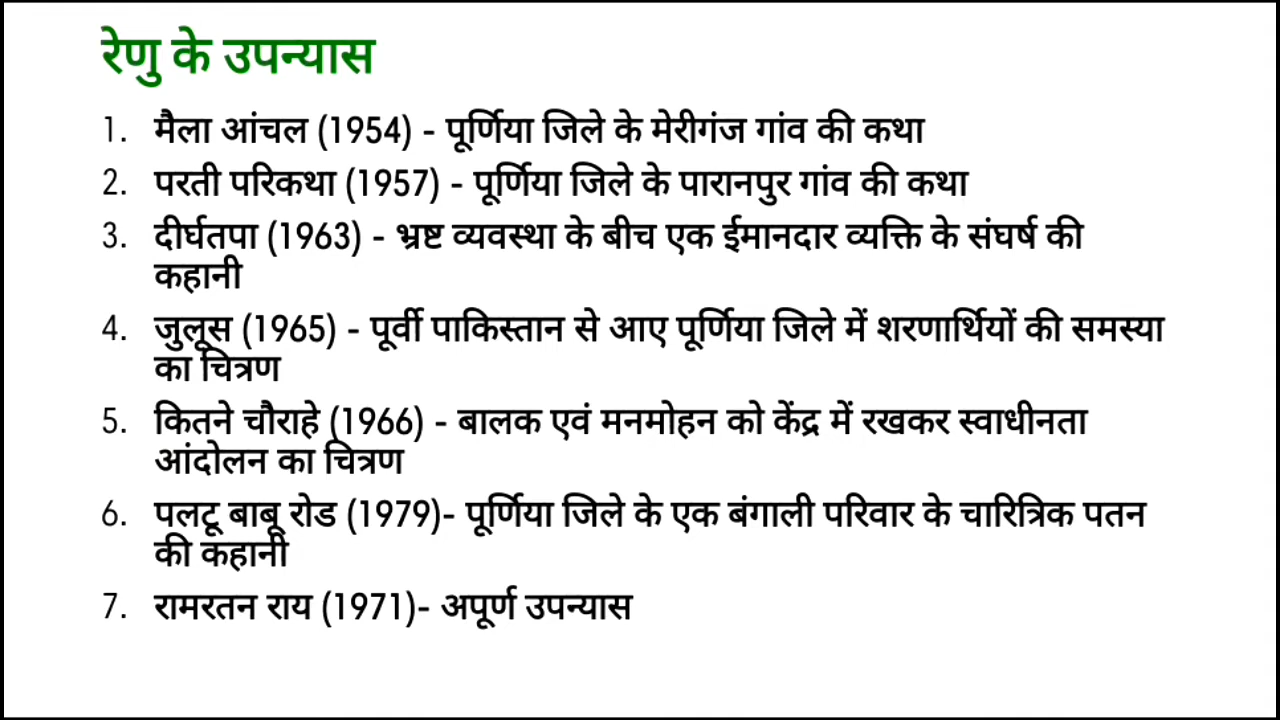 रेणु के उपन्यास
1. मैला आंचल (1954) - पूर्णिया जिले के मेरीगंज गांव की कथा
2. परती परिकथा (1957) - पूर्णिया जिले के पारानपुर गांव की कथा
3. दीर्घतपा (1963) - भ्रष्ट व्यवस्था के बीच एक ईमानदार व्यक्ति के संघर्ष की
कहानी
4. जुलूस (1965) - पूर्वी पाकिस्तान से आए पूर्णिया जिले में शरणार्थियों की समस्या
का चित्रण
5. कितने चौराहे (1966) - बालक एवं मनमोहन को केंद्र में रखकर स्वाधीनता
आंदोलन का चित्रण
6. पलटू बाबू रोड (1979)- पूर्णिया जिले के एक बंगाली परिवार के चारित्रिक पतन
की कहानी
7. रामरतन राय (1971)- अपूर्ण उपन्यास